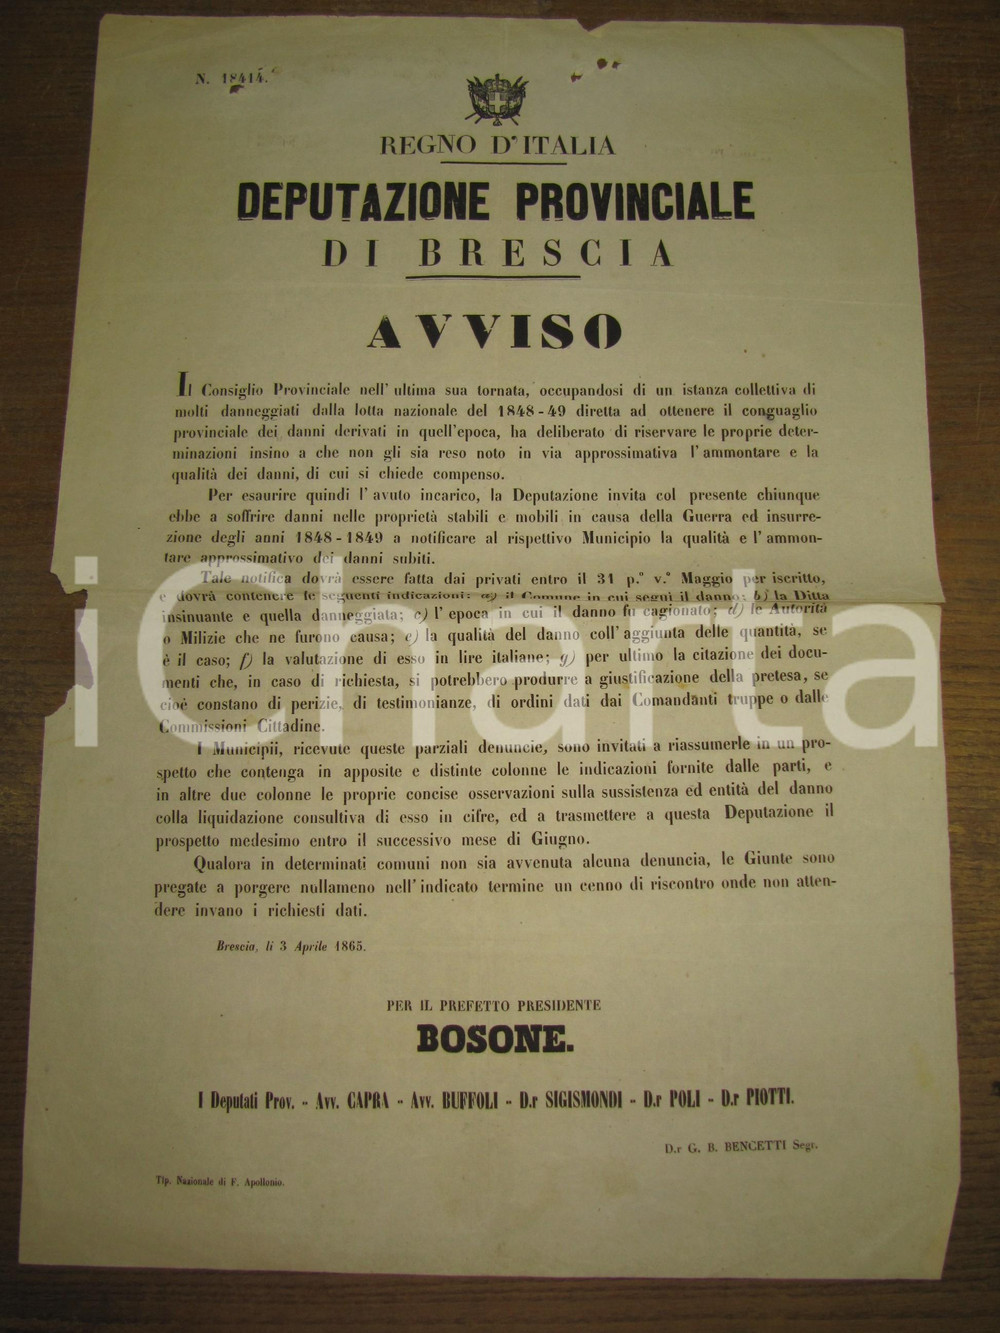 N. 18414.
REGNO D'ITALIA
DEPUTAZIONE PROVINCIALE
DI BRESCIA
AVVISO
Il Consiglio Provinciale nell' ultima sua tornata, occupandosi di un istanza collettiva di
molti danneggiati dalla lotta nazionale del 1848-49 diretta ad ottenere il conguaglio
provinciale dei danni derivati in quell'epoca, ha deliberato di riservare le proprie deter-
minazioni insino a che non gli sia reso noto in via approssimativa l'ammontare e la
qualità dei danni, di cui si chiede compenso.
Per esaurire quindi l'avuto incarico, la Deputazione invita col presente chiunque
ebbe a soffrire danni nelle proprietà stabili e mobili in causa della Guerra ed insurre-
zione degli anni 1848-1849 a notificare al rispettivo Municipio la qualità e l'ammon-
tare approssimativo dei danni subiti.
Tale notifica dovrà essere fatta dai privati entro il 31 p.° v.° Maggio per iscritto,
e dovrà contenere le seguenti indicazioni: a) il Comune in cui seguì il danno; b) la Ditta
insinuante e quella danneggiata; c) l'epoca in cui il danno fu cagionato; d) le Autorità
o Milizie che ne furono causa; e) la qualità del danno coll'aggiunta delle quantità, se
è il caso; f) la valutazione di esso in lire italiane; g) per ultimo la citazione dei docu-
menti che, in caso di richiesta, si potrebbero produrre a giustificazione della pretesa, se
cioè constano di perizie, di testimonianze, di ordini dati dai Comandanti truppe o dalle
Commissioni Cittadine.
I Municipii, ricevute queste parziali denuncie, sono invitati a riassumerle in un pro-
spetto che contenga in apposite e distinte colonne le indicazioni fornite dalle parti, e
in altre due colonne le proprie concise osservazioni sulla sussistenza ed entità del danno
colla liquidazione consultiva di esso in cifre, ed a trasmettere a questa Deputazione il
prospetto medesimo entro il successivo mese di Giugno.
Qualora in determinati comuni non sia avvenuta alcuna denuncia, le Giunte sono
pregate a porgere nullameno nell'indicato termine un cenno di riscontro onde non atten-
dere invano i richiesti dati.
Brescia, li 3 Aprile 1865.
PER IL PREFETTO PRESIDENTE
BOSONE.
I Deputati Prov. - Avv. CAPRA - Avv. BUFFOLI - D.r SIGISMONDI - D.r POLI - D.r PIOTTI.
D.r G. B. BENCETTI Segr.
Tip. Nazionale di F. Apollonio.
iCharta